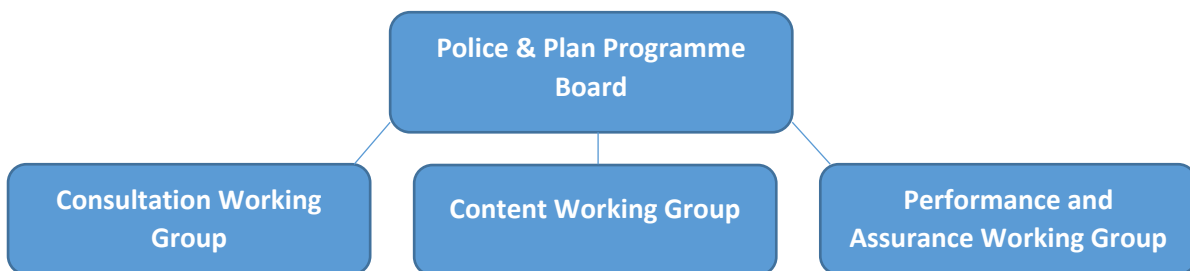 Police & Plan Programme
Board
Consultation Working
Group
Content Working Group
Performance and
Assurance Working Group